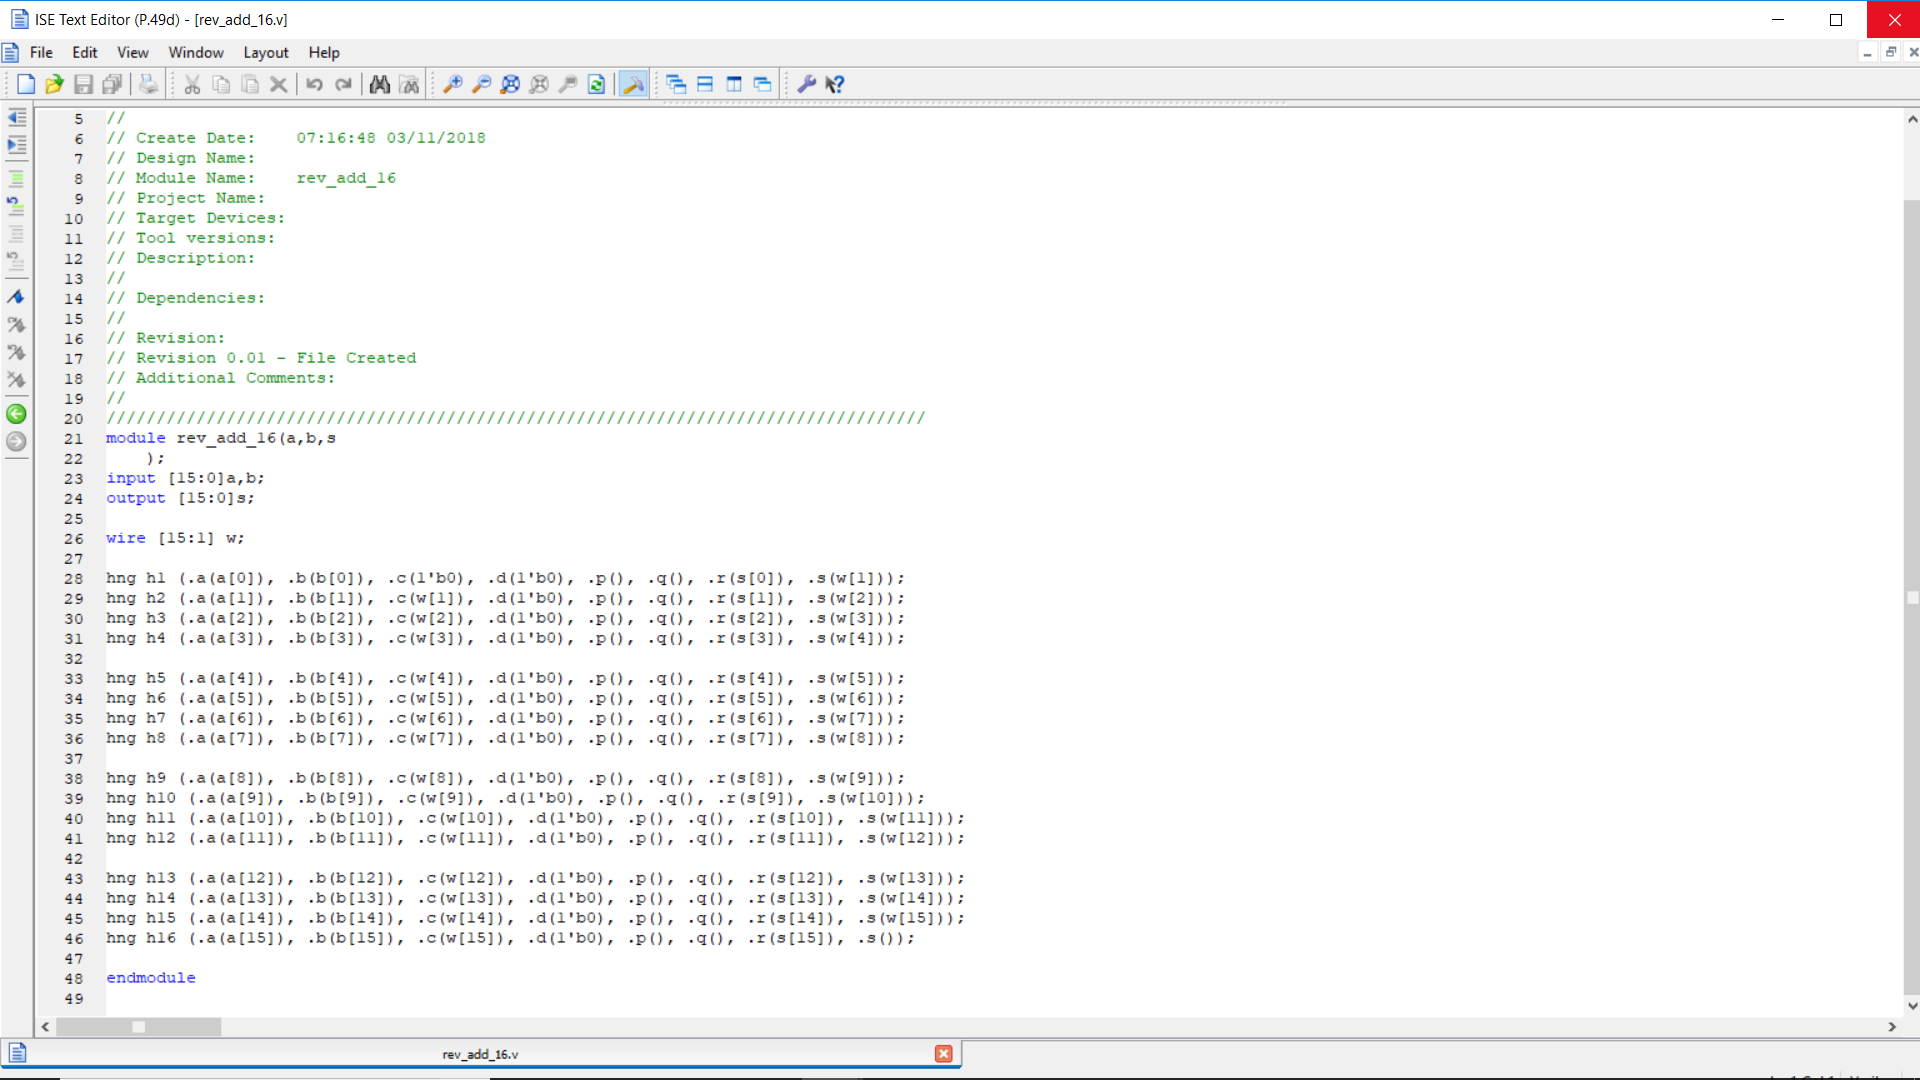 ISE Text Editor (P.49d) - [rev_add_16.v]
File Edit View Window Layout Help
5 //
6 // Create Date:    07:16:48 03/11/2018
7 // Design Name:
8 // Module Name:    rev_add_16
9 // Project Name:
10 // Target Devices:
11 // Tool versions:
12 // Description:
13 //
14 // Dependencies:
15 //
16 // Revision:
17 // Revision 0.01 - File Created
18 // Additional Comments:
19 //
20 //////////////////////////////////////////////////////////////////////////////////
21 module rev_add_16(a,b,s
22     );
23 input [15:0]a,b;
24 output [15:0]s;
25
26 wire [15:1] w;
27
28 hng h1 (.a(a[0]), .b(b[0]), .c(1'b0), .d(1'b0), .p(), .q(), .r(s[0]), .s(w[1]));
29 hng h2 (.a(a[1]), .b(b[1]), .c(w[1]), .d(1'b0), .p(), .q(), .r(s[1]), .s(w[2]));
30 hng h3 (.a(a[2]), .b(b[2]), .c(w[2]), .d(1'b0), .p(), .q(), .r(s[2]), .s(w[3]));
31 hng h4 (.a(a[3]), .b(b[3]), .c(w[3]), .d(1'b0), .p(), .q(), .r(s[3]), .s(w[4]));
32
33 hng h5 (.a(a[4]), .b(b[4]), .c(w[4]), .d(1'b0), .p(), .q(), .r(s[4]), .s(w[5]));
34 hng h6 (.a(a[5]), .b(b[5]), .c(w[5]), .d(1'b0), .p(), .q(), .r(s[5]), .s(w[6]));
35 hng h7 (.a(a[6]), .b(b[6]), .c(w[6]), .d(1'b0), .p(), .q(), .r(s[6]), .s(w[7]));
36 hng h8 (.a(a[7]), .b(b[7]), .c(w[7]), .d(1'b0), .p(), .q(), .r(s[7]), .s(w[8]));
37
38 hng h9 (.a(a[8]), .b(b[8]), .c(w[8]), .d(1'b0), .p(), .q(), .r(s[8]), .s(w[9]));
39 hng h10 (.a(a[9]), .b(b[9]), .c(w[9]), .d(1'b0), .p(), .q(), .r(s[9]), .s(w[10]));
40 hng h11 (.a(a[10]), .b(b[10]), .c(w[10]), .d(1'b0), .p(), .q(), .r(s[10]), .s(w[11]));
41 hng h12 (.a(a[11]), .b(b[11]), .c(w[11]), .d(1'b0), .p(), .q(), .r(s[11]), .s(w[12]));
42
43 hng h13 (.a(a[12]), .b(b[12]), .c(w[12]), .d(1'b0), .p(), .q(), .r(s[12]), .s(w[13]));
44 hng h14 (.a(a[13]), .b(b[13]), .c(w[13]), .d(1'b0), .p(), .q(), .r(s[13]), .s(w[14]));
45 hng h15 (.a(a[14]), .b(b[14]), .c(w[14]), .d(1'b0), .p(), .q(), .r(s[14]), .s(w[15]));
46 hng h16 (.a(a[15]), .b(b[15]), .c(w[15]), .d(1'b0), .p(), .q(), .r(s[15]), .s());
47
48 endmodule
49
rev_add_16.v